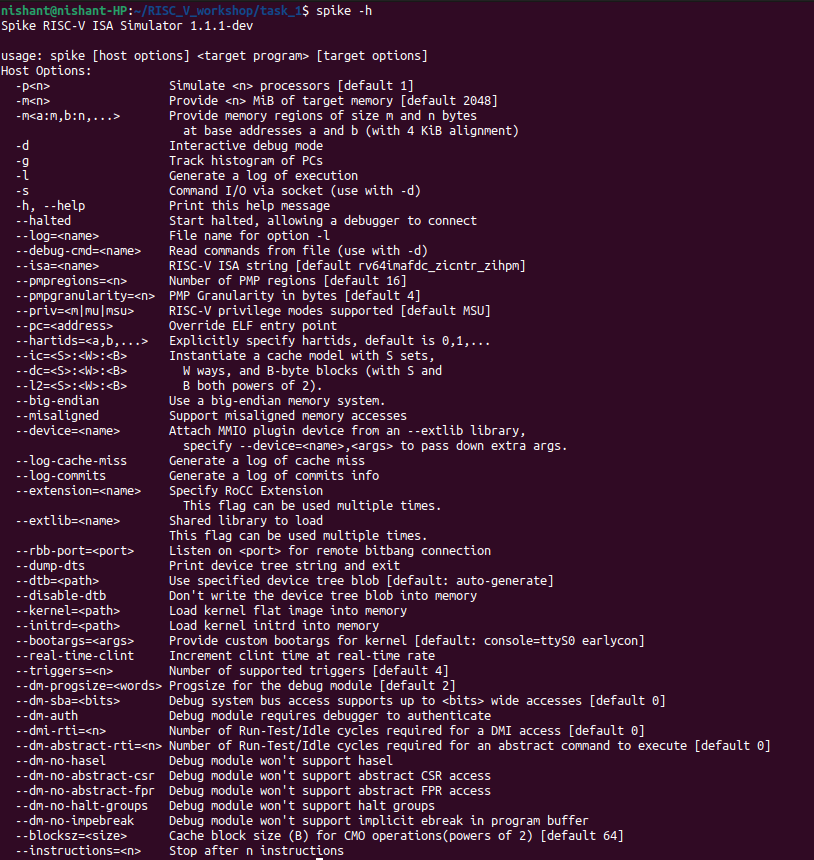 nishant@nishant-HP:~/RISC_V_workshop/task_1$ spike -h
Spike RISC-V ISA Simulator 1.1.1-dev

usage: spike [host options] <target program> [target options]
Host Options:
  -p<n>                 Simulate <n> processors [default 1]
  -m<n>                 Provide <n> MiB of target memory [default 2048]
  -m<a:m,b:n,...>       Provide memory regions of size m and n bytes
                          at base addresses a and b (with 4 KiB alignment)
  -d                    Interactive debug mode
  -g                    Track histogram of PCs
  -l                    Generate a log of execution
  -s                    Command I/O via socket (use with -d)
  -h, --help            Print this help message
  --halted              Start halted, allowing a debugger to connect
  --log=<name>          File name for option -l
  --debug-cmd=<name>    Read commands from file (use with -d)
  --isa=<name>          RISC-V ISA string [default rv64imafdc_zicntr_zihpm]
  --pmpregions=<n>      Number of PMP regions [default 16]
  --pmpgranularity=<n>  PMP Granularity in bytes [default 4]
  --priv=<m|mu|msu>     RISC-V privilege modes supported [default MSU]
  --pc=<address>        Override ELF entry point
  --hartids=<a,b,...>   Explicitly specify hartids, default is 0,1,...
  --ic=<S>:<W>:<B>      Instantiate a cache model with S sets,
  --dc=<S>:<W>:<B>        W ways, and B-byte blocks (with S and
  --l2=<S>:<W>:<B>        B both powers of 2).
  --big-endian          Use a big-endian memory system.
  --misaligned          Support misaligned memory accesses
  --device=<name>       Attach MMIO plugin device from an --extlib library,
                          specify --device=<name>,<args> to pass down extra args.
  --log-cache-miss      Generate a log of cache miss
  --log-commits         Generate a log of commits info
  --extension=<name>    Specify RoCC Extension
                          This flag can be used multiple times.
  --extlib=<name>       Shared library to load
                        This flag can be used multiple times.
  --rbb-port=<port>     Listen on <port> for remote bitbang connection
  --dump-dts            Print device tree string and exit
  --dtb=<path>          Use specified device tree blob [default: auto-generate]
  --disable-dtb         Don't write the device tree blob into memory
  --kernel=<path>       Load kernel flat image into memory
  --initrd=<path>       Load kernel initrd into memory
  --bootargs=<args>     Provide custom bootargs for kernel [default: console=ttyS0 earlycon]
  --real-time-clint     Increment clint time at real-time rate
  --triggers=<n>        Number of supported triggers [default 4]
  --dm-progsize=<words> Progsize for the debug module [default 2]
  --dm-sba=<bits>       Debug system bus access supports up to <bits> wide accesses [default 0]
  --dm-auth             Debug module requires debugger to authenticate
  --dmi-rti=<n>         Number of Run-Test/Idle cycles required for a DMI access [default 0]
  --dm-abstract-rti=<n> Number of Run-Test/Idle cycles required for an abstract command to execute [default 0]
  --dm-no-hasel         Debug module won't support hasel
  --dm-no-abstract-csr  Debug module won't support abstract CSR access
  --dm-no-abstract-fpr  Debug module won't support abstract FPR access
  --dm-no-halt-groups   Debug module won't support halt groups
  --dm-no-impebreak     Debug module won't support implicit ebreak in program buffer
  --blocksz=<size>      Cache block size (B) for CMO operations(powers of 2) [default 64]
  --instructions=<n>    Stop after n instructions